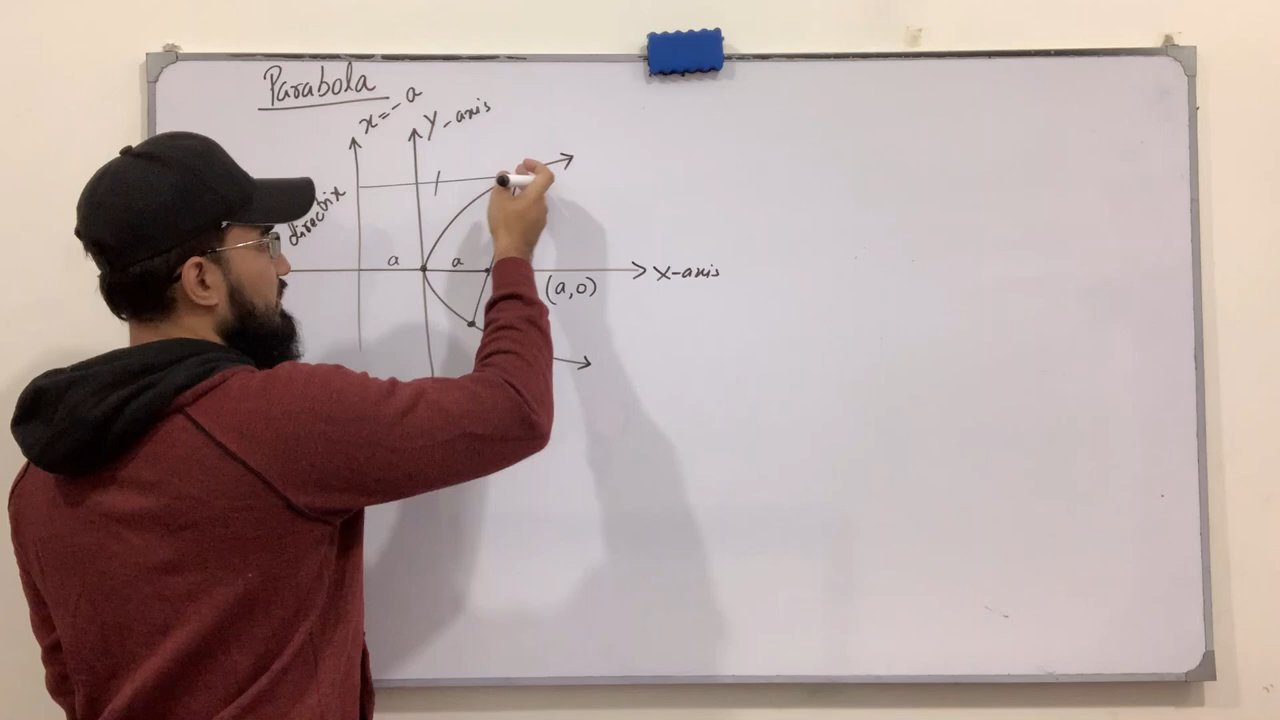 Parabola
x=-a
Y-axis
directrix
a
a
X-axis
(a,0)